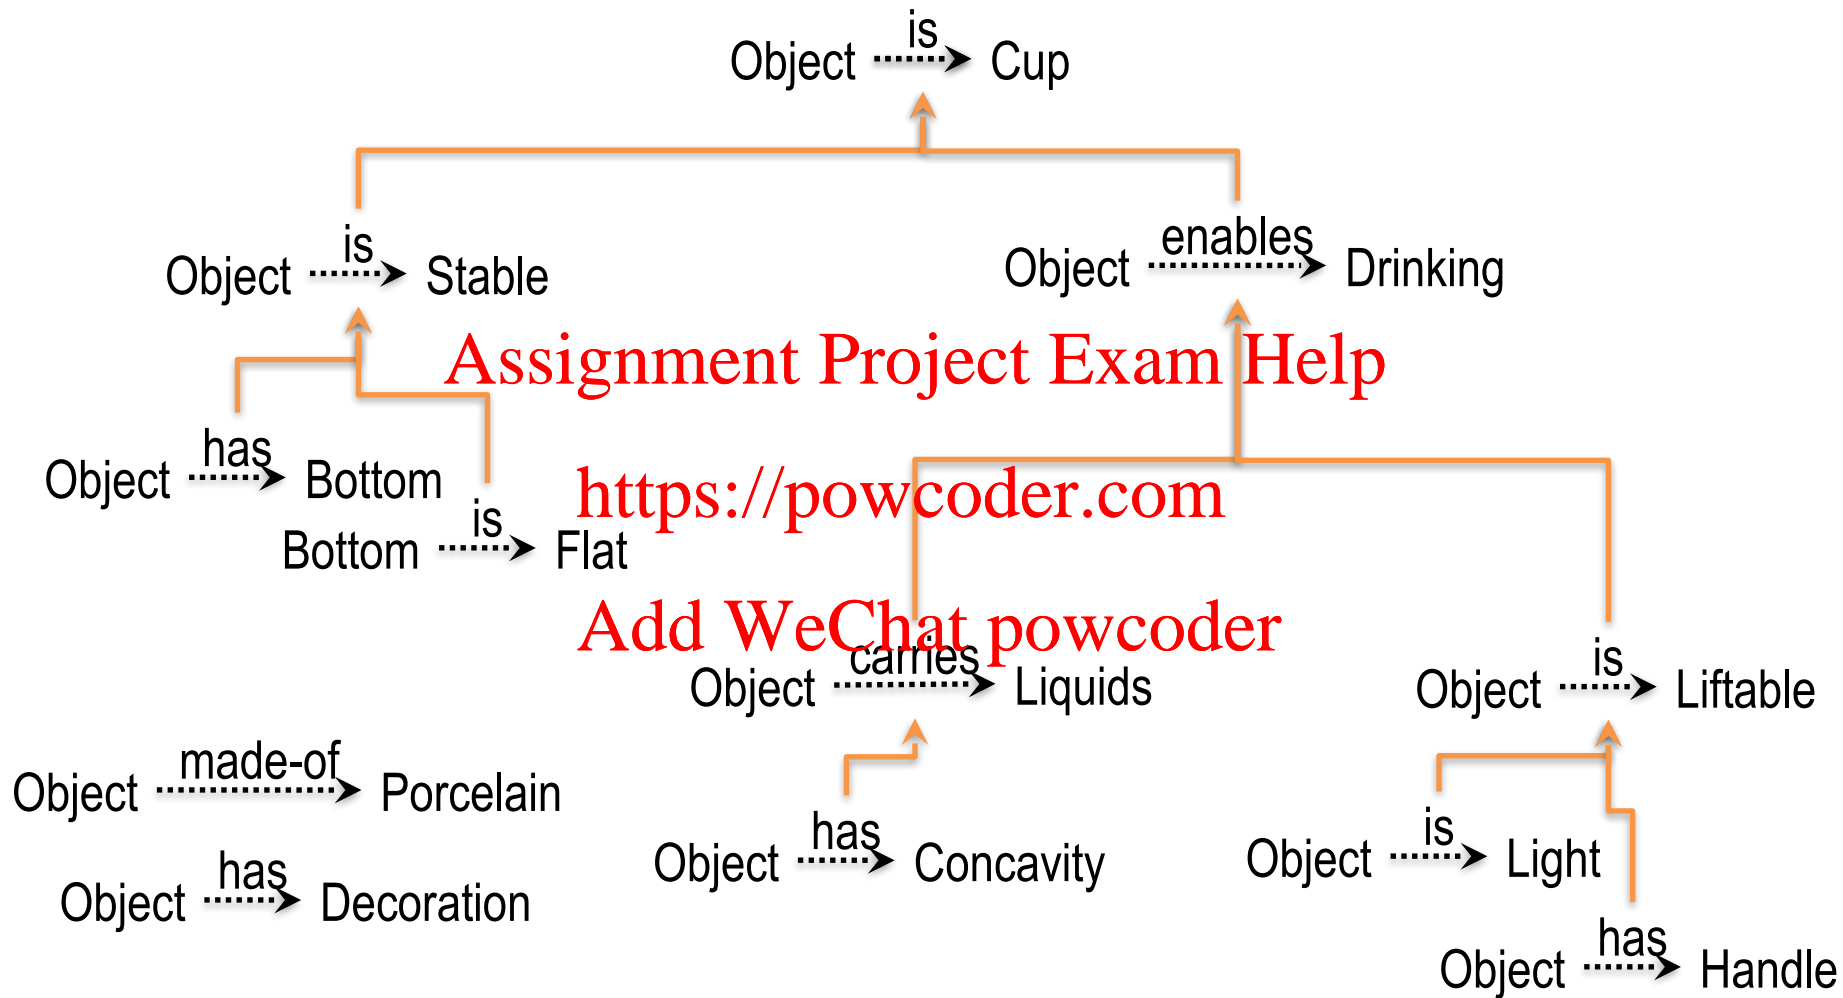 Object is Cup
Object is Stable
Object enables Drinking
Assignment Project Exam Help
Object has Bottom
https://powcoder.com
Bottom is Flat
Add WeChat powcoder
Object carries Liquids
Object is Liftable
Object made-of Porcelain
Object has Concavity
Object is Light
Object has Decoration
Object has Handle